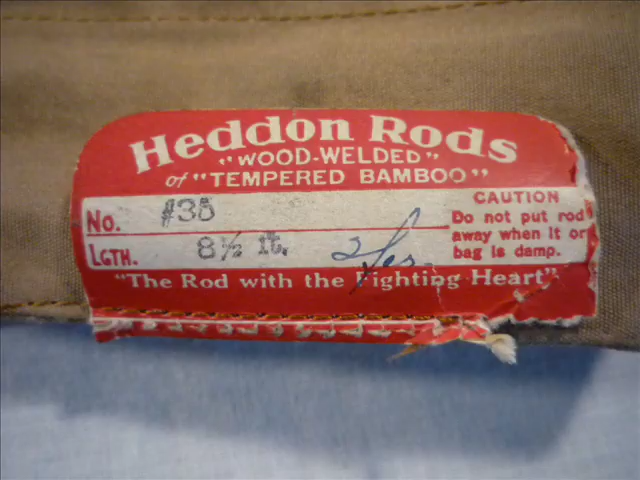 Heddon Rods
"WOOD-WELDED"
of "TEMPERED BAMBOO"
No. #35
LGTH. 8½ ft.
CAUTION
Do not put rod
away when it or
bag is damp.
"The Rod with the Fighting Heart"